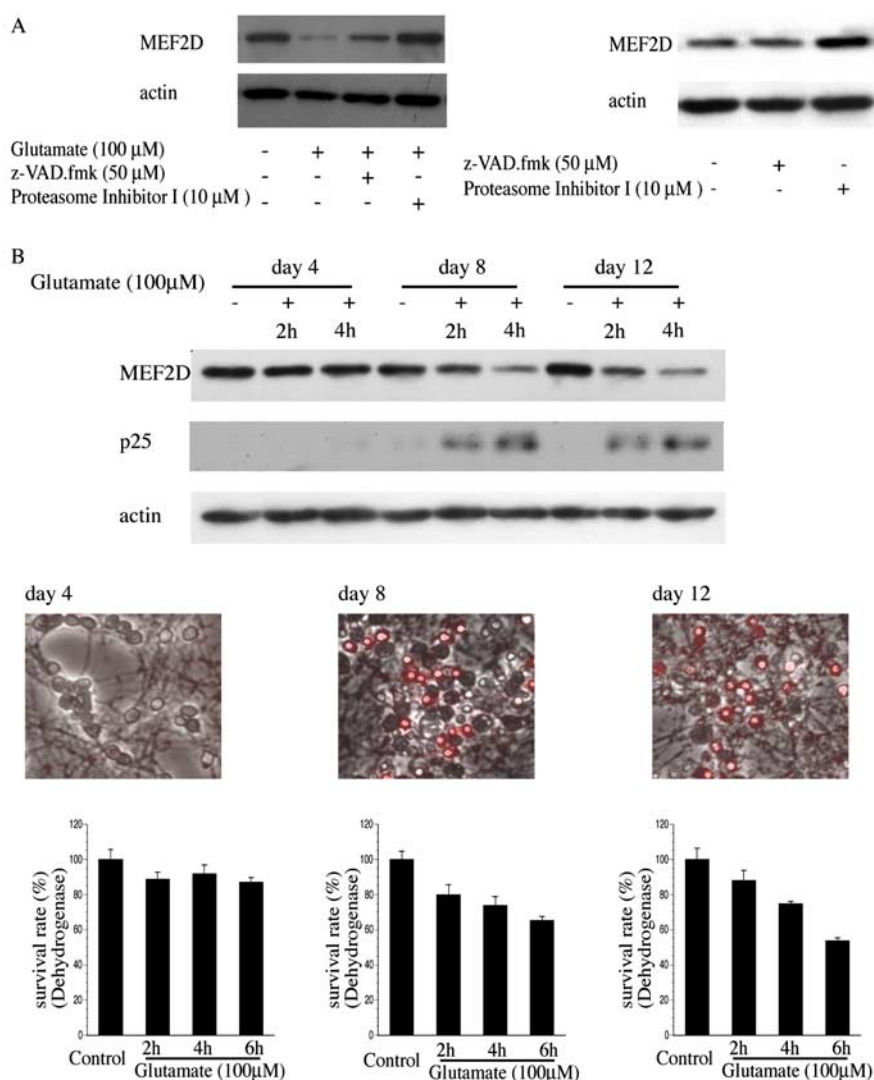 A
MEF2D
actin
Glutamate (100 μM) - + + +
z-VAD.fmk (50 μM) - - + -
Proteasome Inhibitor I (10 μM ) - - - +
MEF2D
actin
z-VAD.fmk (50 μM) - + -
Proteasome Inhibitor I (10 μM ) - - +
B
day 4 day 8 day 12
Glutamate (100μM)
- + + - + + - + +
2h 4h 2h 4h 2h 4h
MEF2D
p25
actin
day 4 day 8 day 12
survival rate (%)
(Dehydrogenase)
120
100
80
60
40
20
0
Control 2h 4h 6h
Glutamate (100μM)
survival rate (%)
(Dehydrogenase)
120
100
80
60
40
20
0
Control 2h 4h 6h
Glutamate (100μM)
survival rate (%)
(Dehydrogenase)
120
100
80
60
40
20
0
Control 2h 4h 6h
Glutamate (100μM)